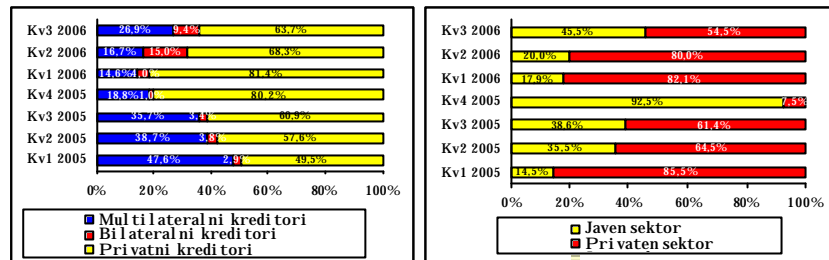 Kv3 2006 26,9% 9,4% 63,7%
Kv2 2006 16,7% 15,0% 68,3%
Kv1 2006 14,6% 4,0% 81,4%
Kv4 2005 18,8% 1,0% 80,2%
Kv3 2005 35,7% 3,4% 60,9%
Kv2 2005 38,7% 3,8% 57,6%
Kv1 2005 47,6% 2,9% 49,5%
0% 20% 40% 60% 80% 100%
Multilateralni kreditori
Bilateralni kreditori
Privatni kreditori
Kv3 2006 45,5% 54,5%
Kv2 2006 20,0% 80,0%
Kv1 2006 17,9% 82,1%
Kv4 2005 92,5% 7,5%
Kv3 2005 38,6% 61,4%
Kv2 2005 35,5% 64,5%
Kv1 2005 14,5% 85,5%
0% 20% 40% 60% 80% 100%
Javen sektor
Privaten sektor